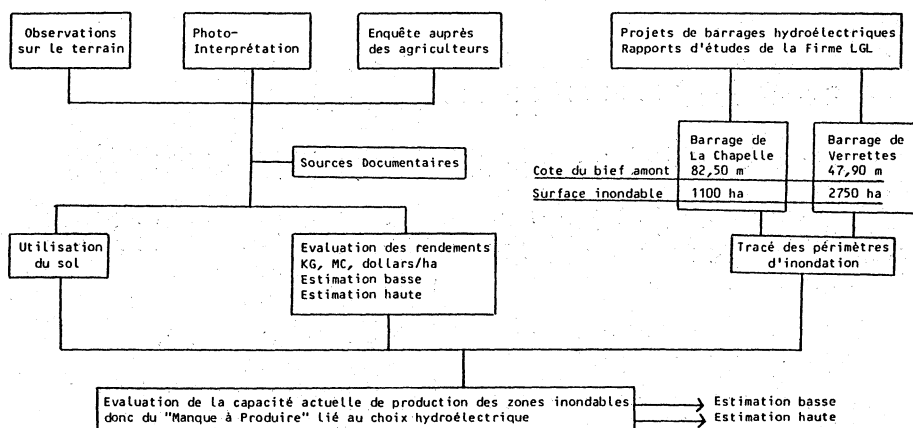 Observations
sur le terrain
Photo-
Interprétation
Enquête auprès
des agriculteurs
Projets de barrages hydroélectriques
Rapports d'études de la Firme LGL
Sources Documentaires
Barrage de
La Chapelle
Barrage de
Verrettes
Cote du bief amont 82,50 m 47,90 m
Surface inondable 1100 ha 2750 ha
Utilisation
du sol
Evaluation des rendements
KG, MC, dollars/ha
Estimation basse
Estimation haute
Tracé des périmètres
d'inondation
Evaluation de la capacité actuelle de production des zones inondables
donc du "Manque à Produire" lié au choix hydroélectrique
Estimation basse
Estimation haute